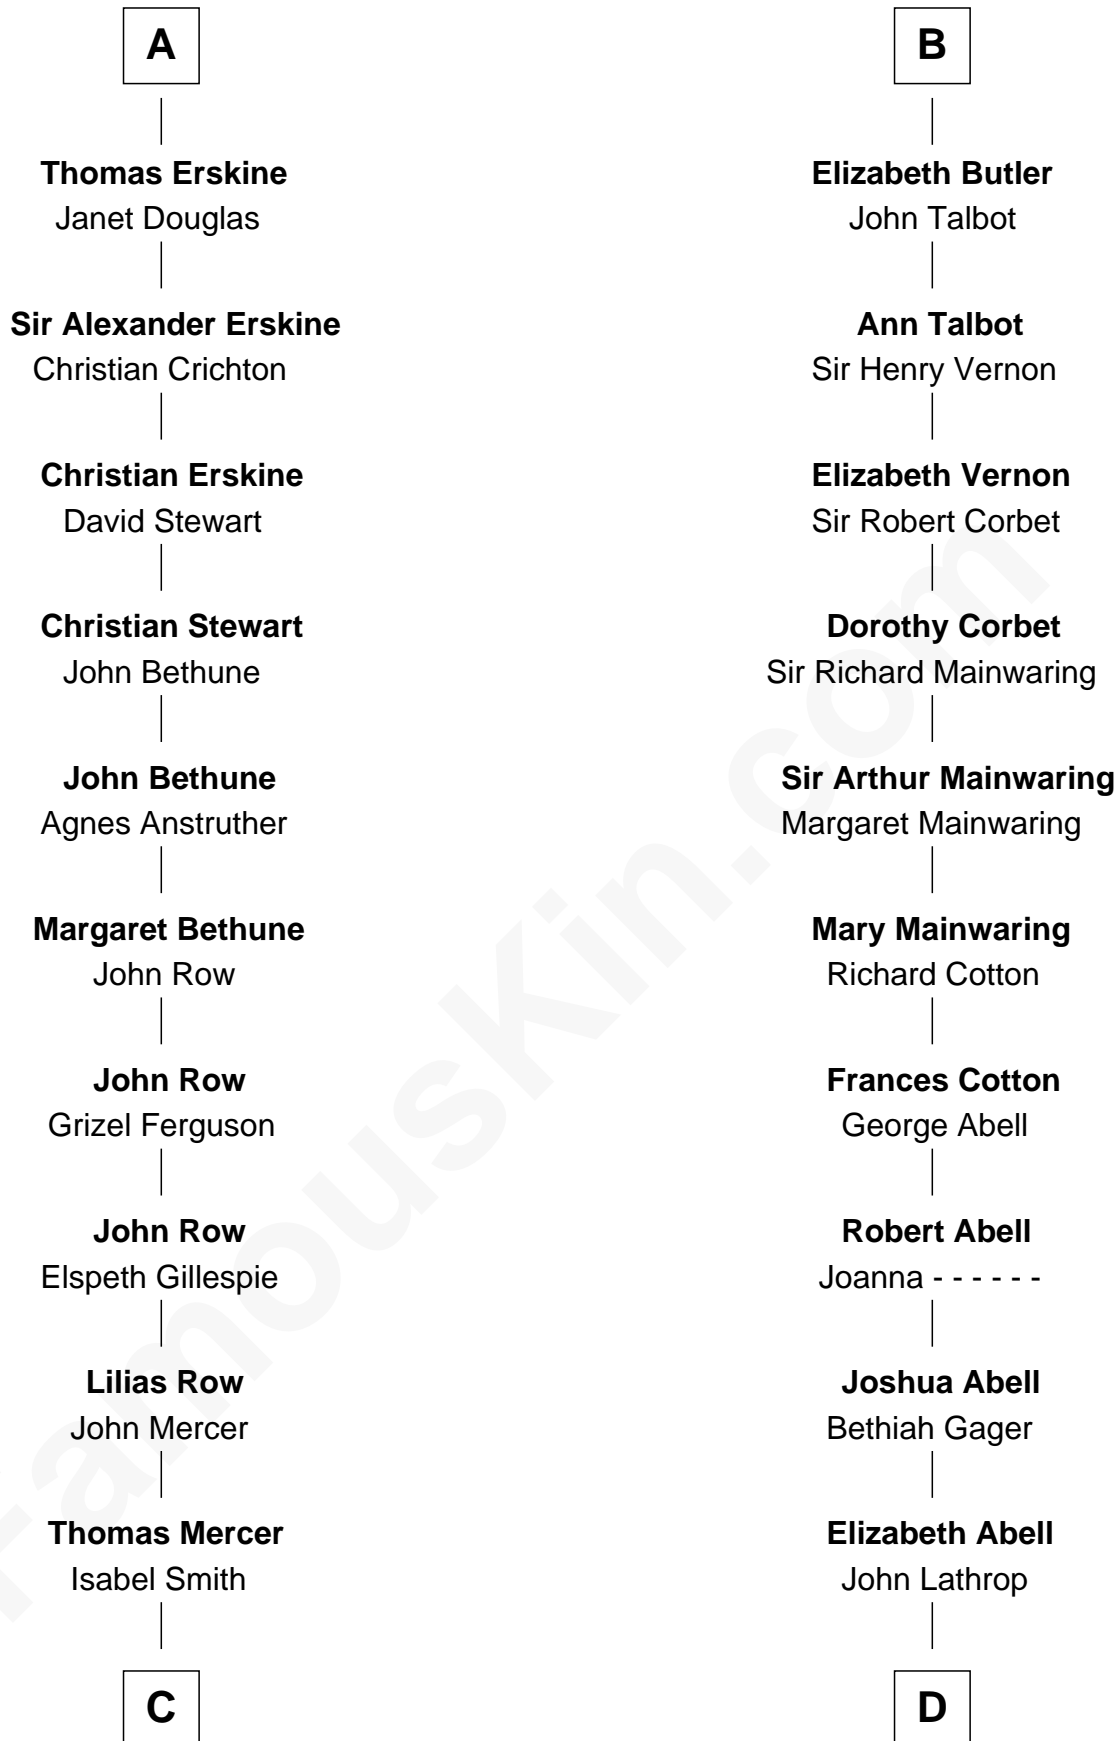 A
Thomas Erskine
Janet Douglas
Sir Alexander Erskine
Christian Crichton
Christian Erskine
David Stewart
Christian Stewart
John Bethune
John Bethune
Agnes Anstruther
Margaret Bethune
John Row
John Row
Grizel Ferguson
John Row
Elspeth Gillespie
Lilias Row
John Mercer
Thomas Mercer
Isabel Smith
C
B
Elizabeth Butler
John Talbot
Ann Talbot
Sir Henry Vernon
Elizabeth Vernon
Sir Robert Corbet
Dorothy Corbet
Sir Richard Mainwaring
Sir Arthur Mainwaring
Margaret Mainwaring
Mary Mainwaring
Richard Cotton
Frances Cotton
George Abell
Robert Abell
Joanna - - - - - -
Joshua Abell
Bethiah Gager
Elizabeth Abell
John Lathrop
D
FamousKin.com